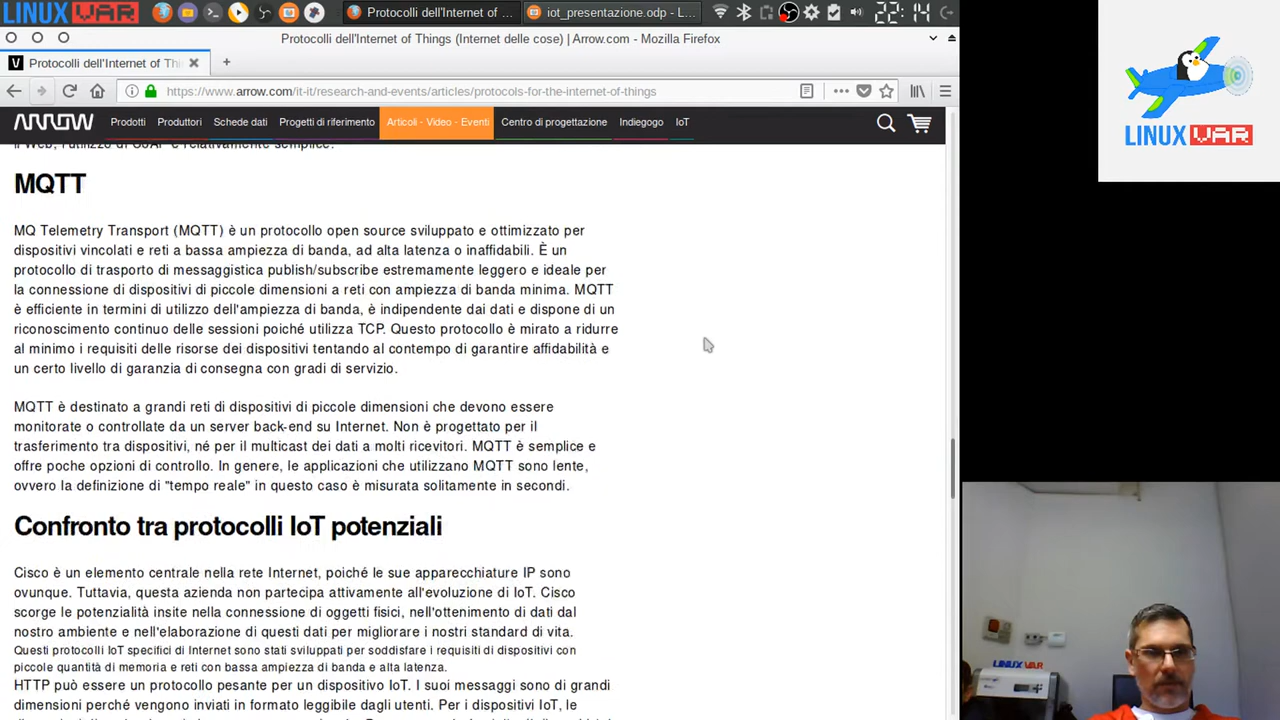 LINUX VAR
Protocolli dell'Internet of ...
iot_presentazione.odp - L...
22:14
Protocolli dell'Internet of Things (Internet delle cose) | Arrow.com - Mozilla Firefox
Protocolli dell'Internet of Thi
https://www.arrow.com/it-it/research-and-events/articles/protocols-for-the-internet-of-things
ARROW Prodotti Produttori Schede dati Progetti di riferimento Articoli - Video - Eventi Centro di progettazione Indiegogo IoT
il Web, l'utilizzo di CoAP è relativamente semplice.
MQTT
MQ Telemetry Transport (MQTT) è un protocollo open source sviluppato e ottimizzato per
dispositivi vincolati e reti a bassa ampiezza di banda, ad alta latenza o inaffidabili. È un
protocollo di trasporto di messaggistica publish/subscribe estremamente leggero e ideale per
la connessione di dispositivi di piccole dimensioni a reti con ampiezza di banda minima. MQTT
è efficiente in termini di utilizzo dell'ampiezza di banda, è indipendente dai dati e dispone di un
riconoscimento continuo delle sessioni poiché utilizza TCP. Questo protocollo è mirato a ridurre
al minimo i requisiti delle risorse dei dispositivi tentando al contempo di garantire affidabilità e
un certo livello di garanzia di consegna con gradi di servizio.
MQTT è destinato a grandi reti di dispositivi di piccole dimensioni che devono essere
monitorate o controllate da un server back-end su Internet. Non è progettato per il
trasferimento tra dispositivi, né per il multicast dei dati a molti ricevitori. MQTT è semplice e
offre poche opzioni di controllo. In genere, le applicazioni che utilizzano MQTT sono lente,
ovvero la definizione di "tempo reale" in questo caso è misurata solitamente in secondi.
Confronto tra protocolli IoT potenziali
Cisco è un elemento centrale nella rete Internet, poiché le sue apparecchiature IP sono
ovunque. Tuttavia, questa azienda non partecipa attivamente all'evoluzione di IoT. Cisco
scorge le potenzialità insite nella connessione di oggetti fisici, nell'ottenimento di dati dal
nostro ambiente e nell'elaborazione di questi dati per migliorare i nostri standard di vita.
Questi protocolli IoT specifici di Internet sono stati sviluppati per soddisfare i requisiti di dispositivi con
piccole quantità di memoria e reti con bassa ampiezza di banda e alta latenza.
HTTP può essere un protocollo pesante per un dispositivo IoT. I suoi messaggi sono di grandi
dimensioni perché vengono inviati in formato leggibile dagli utenti. Per i dispositivi IoT, le
LINUX VAR
LINUX VAR